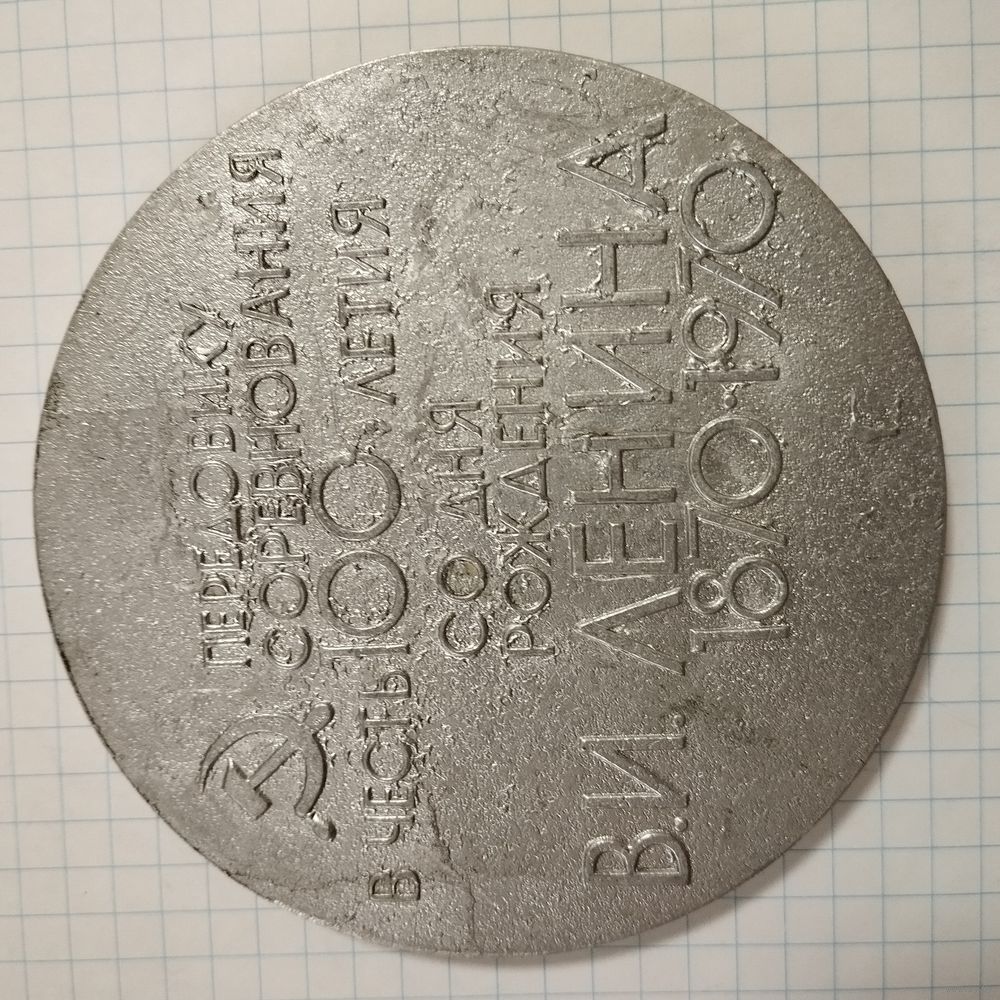 ПЕРЕДОВИКУ
СОРЕВНОВАНИЯ
В ЧЕСТЬ 100 ЛЕТИЯ
СО ДНЯ
РОЖДЕНИЯ
В.И. ЛЕНИНА
1870.1970